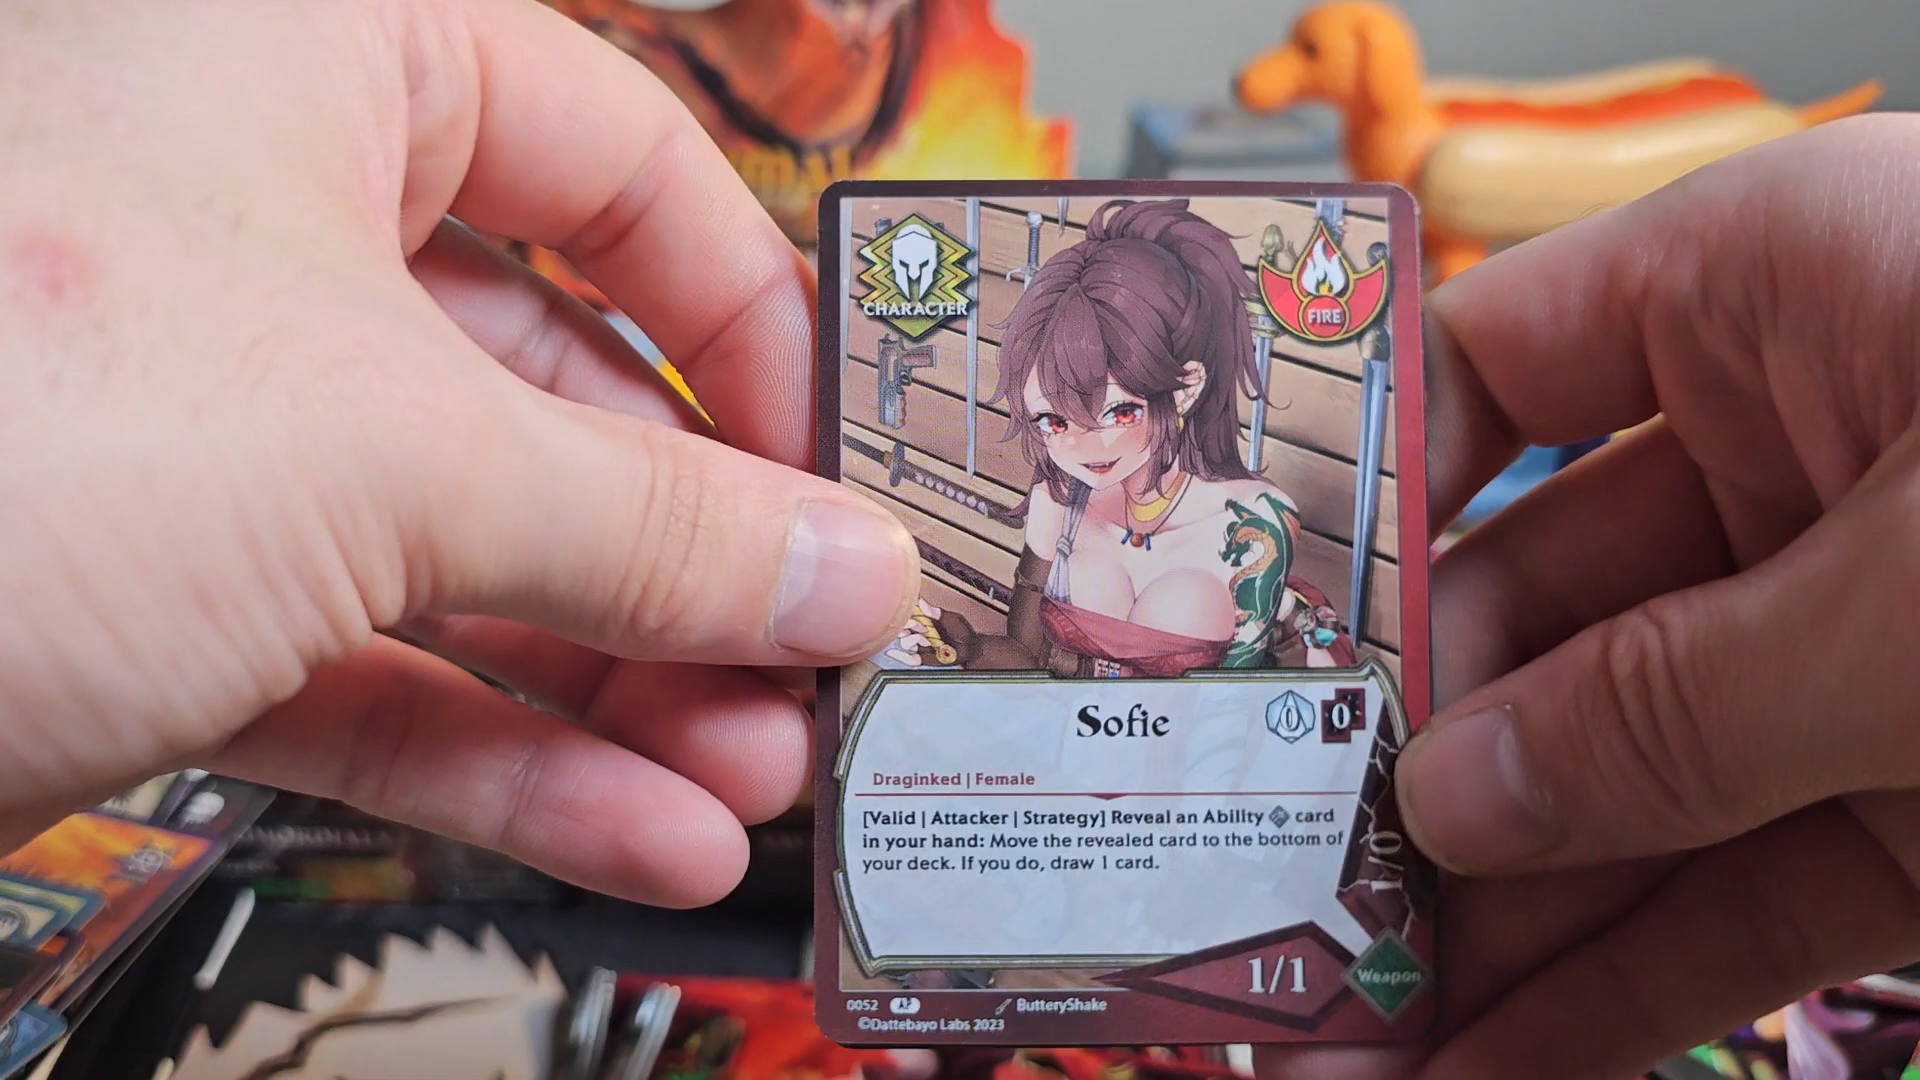 CHARACTER
FIRE
Sofie
0 0
Draginked | Female
[Valid | Attacker | Strategy] Reveal an Ability card
in your hand: Move the revealed card to the bottom of
your deck. If you do, draw 1 card.
1/0
1/1
Weapon
0052
ButteryShake
©Dattebayo Labs 2023